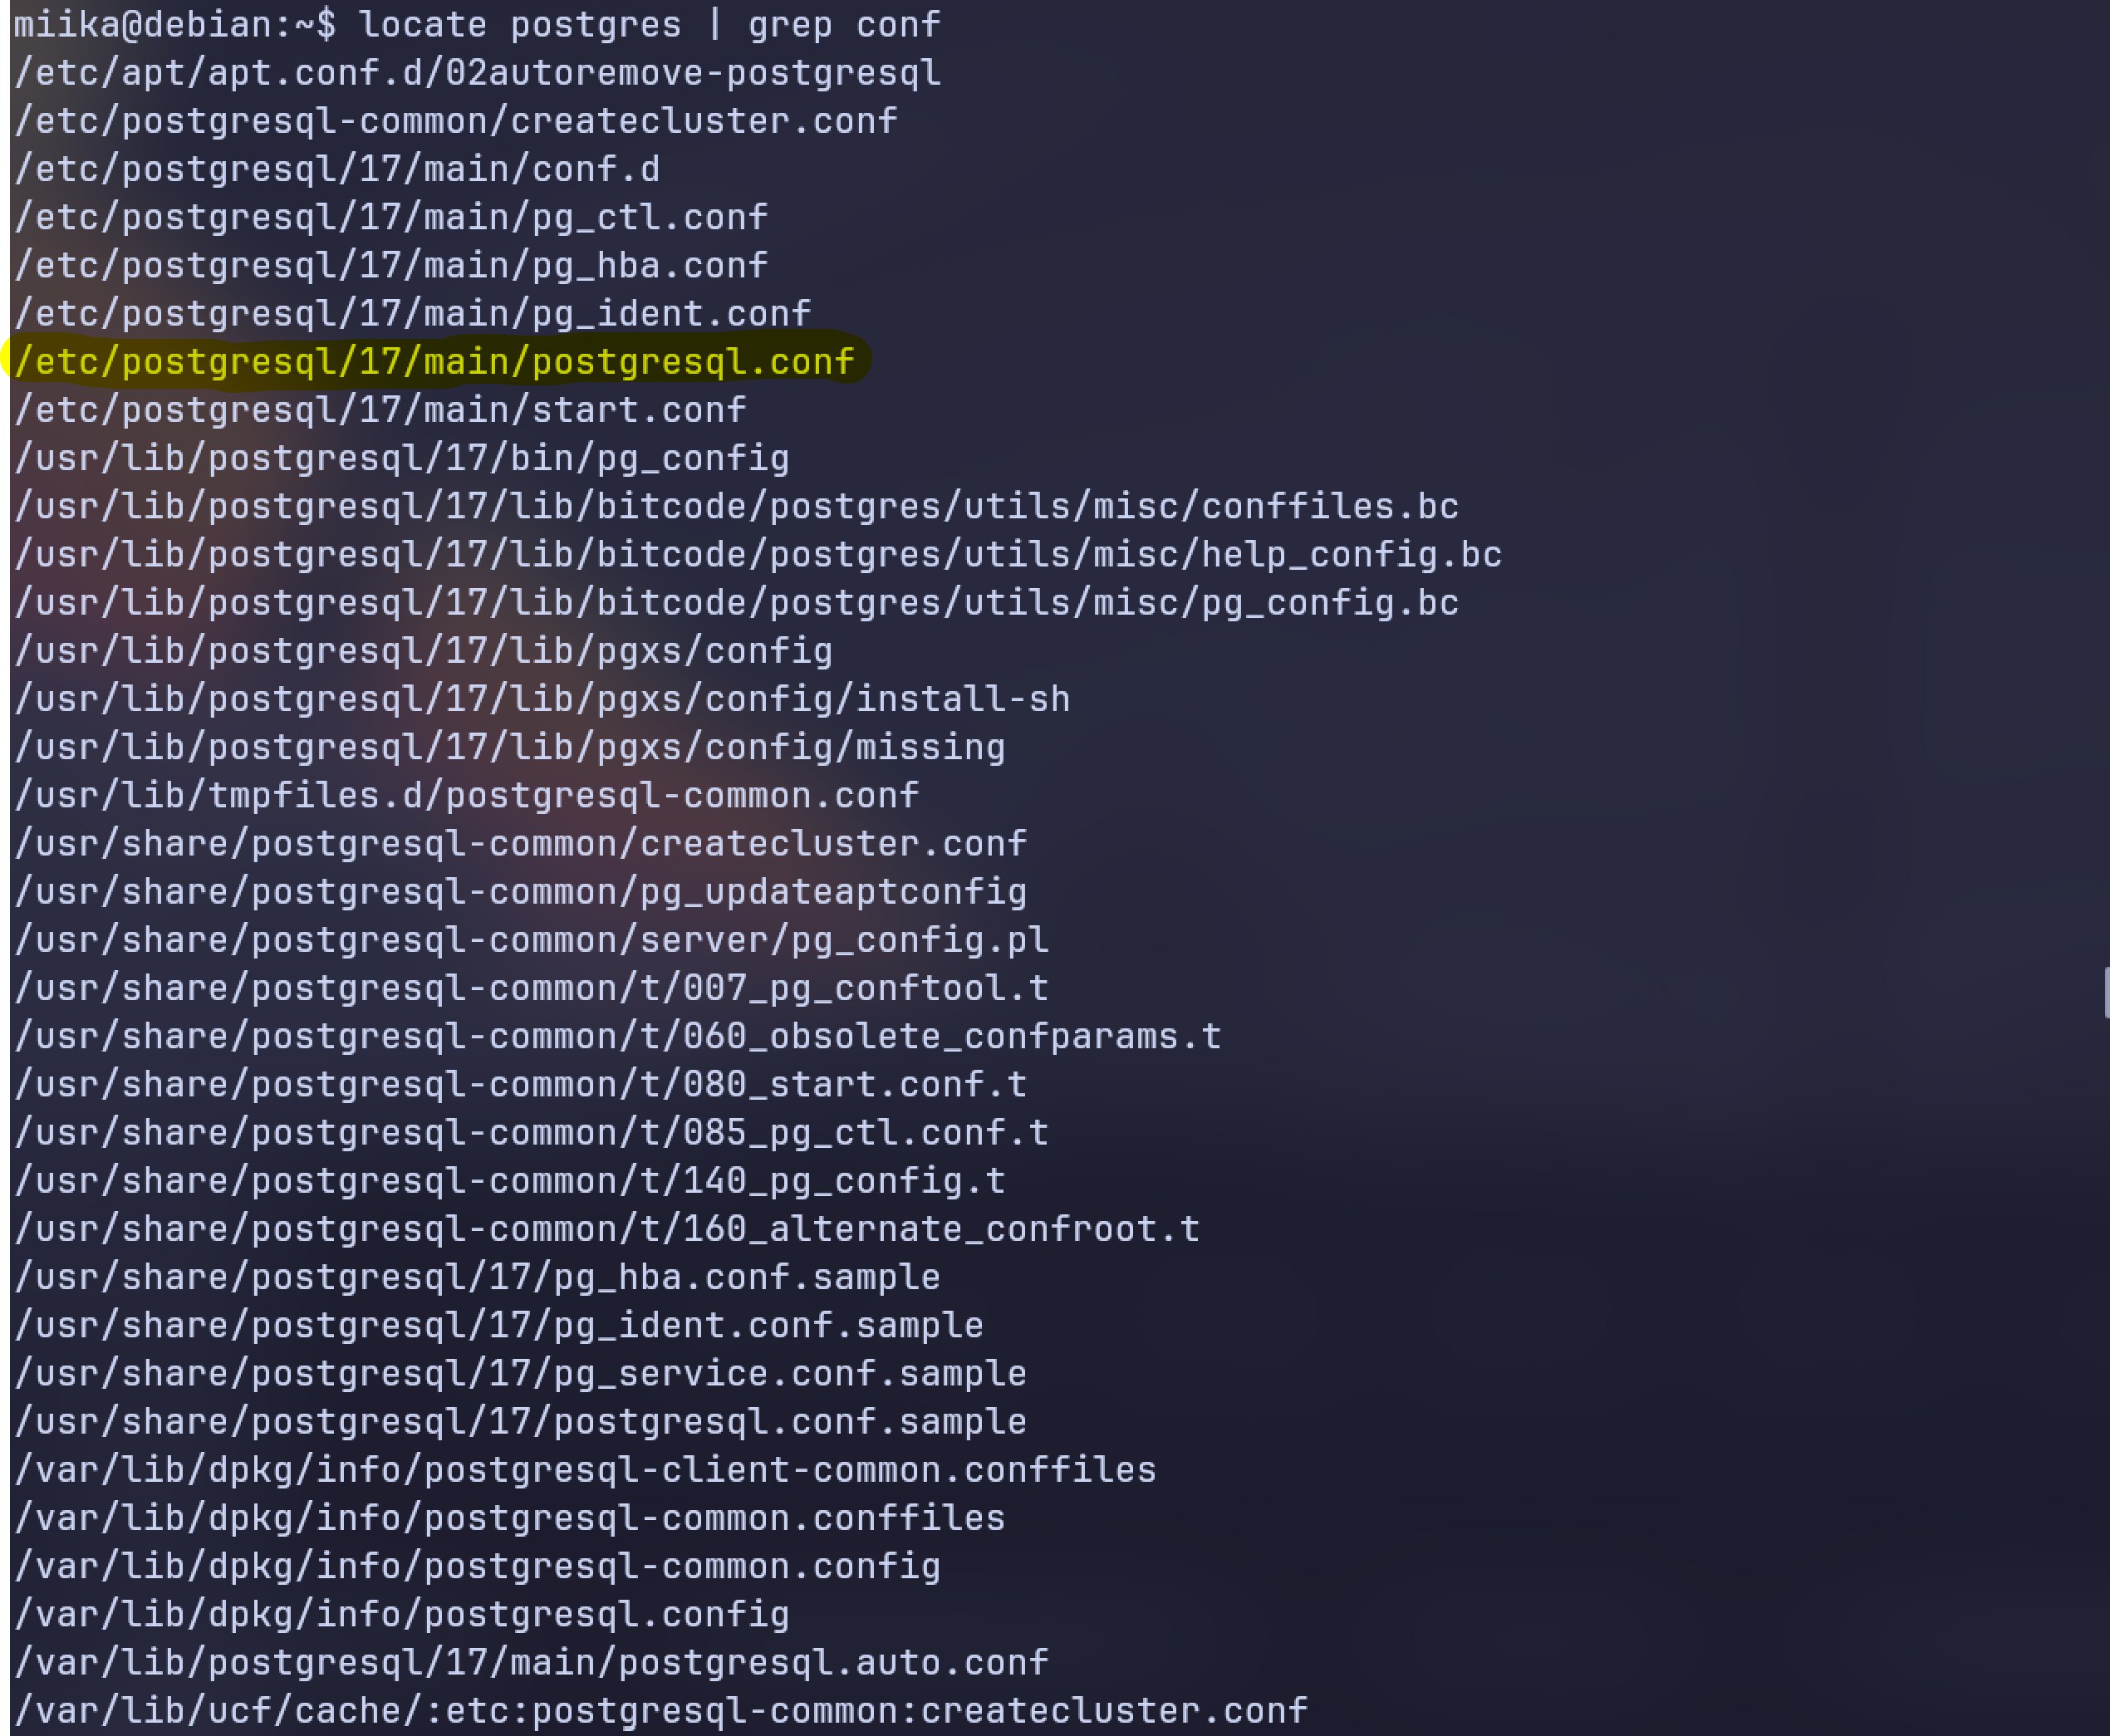 miika@debian:~$ locate postgres | grep conf
/etc/apt/apt.conf.d/02autoremove-postgresql
/etc/postgresql-common/createcluster.conf
/etc/postgresql/17/main/conf.d
/etc/postgresql/17/main/pg_ctl.conf
/etc/postgresql/17/main/pg_hba.conf
/etc/postgresql/17/main/pg_ident.conf
/etc/postgresql/17/main/postgresql.conf
/etc/postgresql/17/main/start.conf
/usr/lib/postgresql/17/bin/pg_config
/usr/lib/postgresql/17/lib/bitcode/postgres/utils/misc/conffiles.bc
/usr/lib/postgresql/17/lib/bitcode/postgres/utils/misc/help_config.bc
/usr/lib/postgresql/17/lib/bitcode/postgres/utils/misc/pg_config.bc
/usr/lib/postgresql/17/lib/pgxs/config
/usr/lib/postgresql/17/lib/pgxs/config/install-sh
/usr/lib/postgresql/17/lib/pgxs/config/missing
/usr/lib/tmpfiles.d/postgresql-common.conf
/usr/share/postgresql-common/createcluster.conf
/usr/share/postgresql-common/pg_updateaptconfig
/usr/share/postgresql-common/server/pg_config.pl
/usr/share/postgresql-common/t/007_pg_conftool.t
/usr/share/postgresql-common/t/060_obsolete_confparams.t
/usr/share/postgresql-common/t/080_start.conf.t
/usr/share/postgresql-common/t/085_pg_ctl.conf.t
/usr/share/postgresql-common/t/140_pg_config.t
/usr/share/postgresql-common/t/160_alternate_confroot.t
/usr/share/postgresql/17/pg_hba.conf.sample
/usr/share/postgresql/17/pg_ident.conf.sample
/usr/share/postgresql/17/pg_service.conf.sample
/usr/share/postgresql/17/postgresql.conf.sample
/var/lib/dpkg/info/postgresql-client-common.conffiles
/var/lib/dpkg/info/postgresql-common.conffiles
/var/lib/dpkg/info/postgresql-common.config
/var/lib/dpkg/info/postgresql.config
/var/lib/postgresql/17/main/postgresql.auto.conf
/var/lib/ucf/cache/:etc:postgresql-common:createcluster.conf